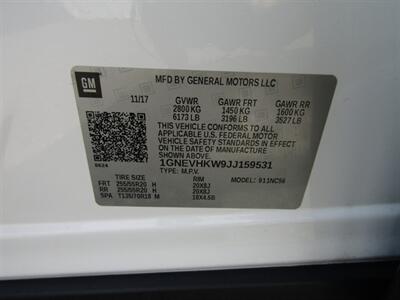 GM
MFD BY GENERAL MOTORS LLC
11/17 GVWR GAWR FRT GAWR RR
2800 KG 1450 KG 1600 KG
6173 LB 3196 LB 3527 LB
THIS VEHICLE CONFORMS TO ALL
APPLICABLE U.S. FEDERAL MOTOR
VEHICLE SAFETY STANDARDS IN
EFFECT ON THE DATE OF
MANUFACTURE SHOWN ABOVE.
1GNEVHKW9JJ159531
TYPE: M.P.V. MODEL: 911NC56
TIRE SIZE RIM
FRT 255/55R20 H 20X8J
RR 255/55R20 H 20X8J
SPA T135/70R18 M 18X4.5B